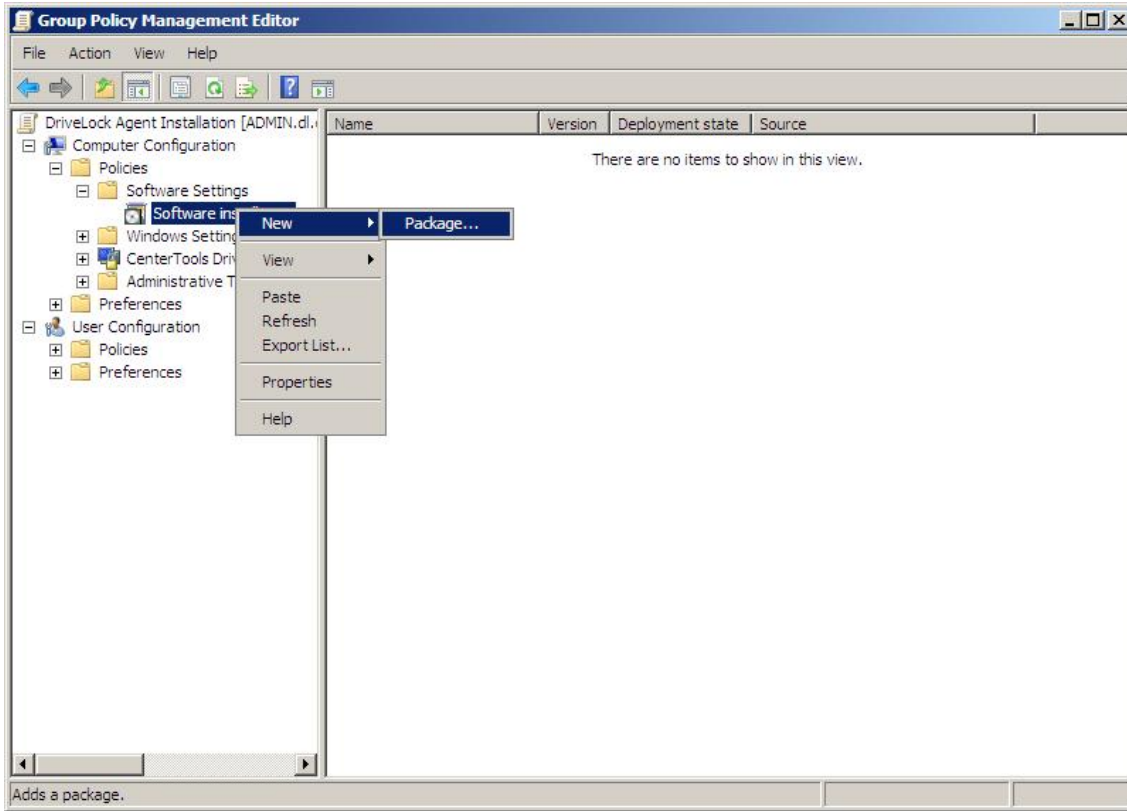 Group Policy Management Editor
File Action View Help
DriveLock Agent Installation [ADMIN.dl.
Name Version Deployment state Source
Computer Configuration
There are no items to show in this view.
Policies
Software Settings
Software ins
New Package...
Windows Setting
CenterTools Driv
View
Administrative T
Paste
Preferences
Refresh
User Configuration
Export List...
Policies
Preferences
Properties
Help
Adds a package.